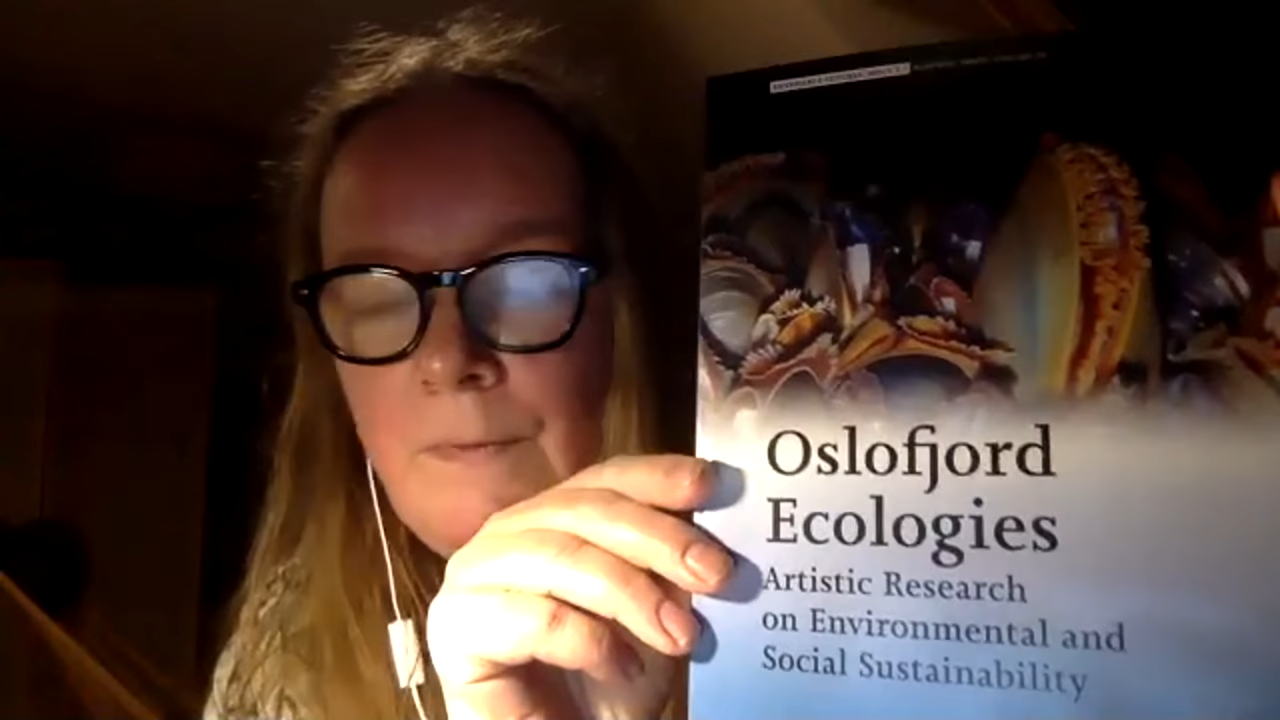 Oslofjord
Ecologies
Artistic Research
on Environmental and
Social Sustainability